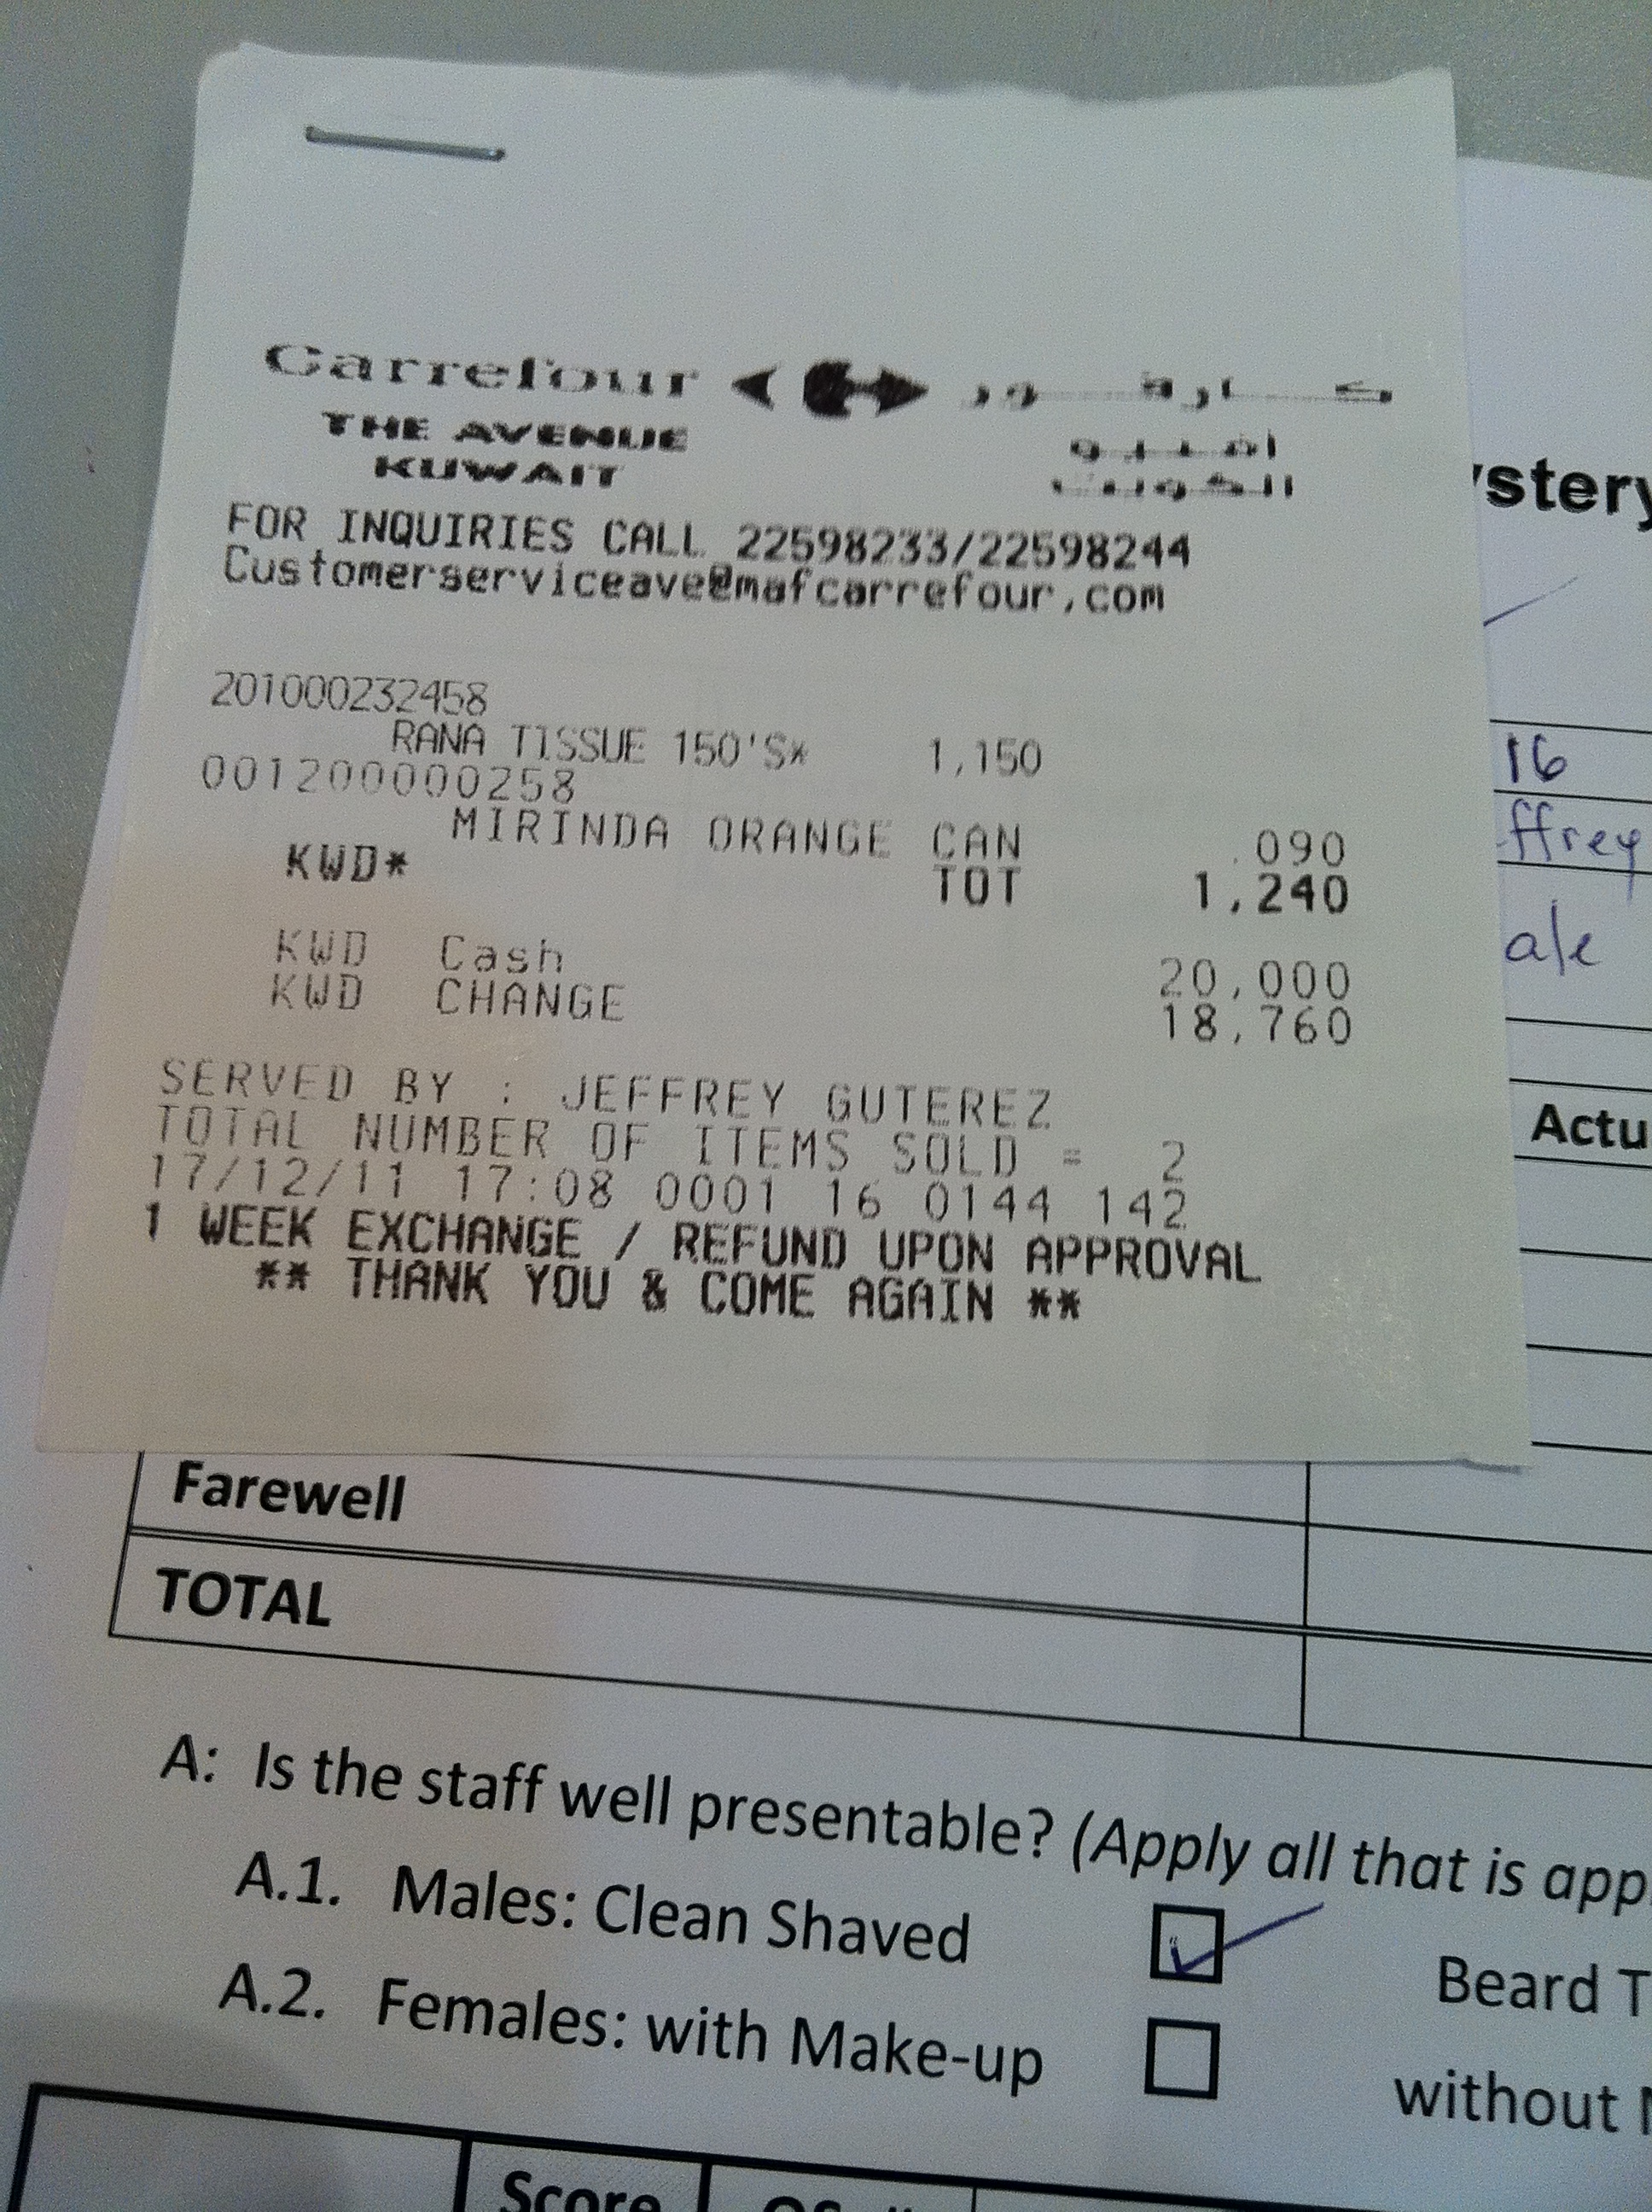 Carrefour كارفور
THE AVENUE افنيو
KUWAIT الكويت
FOR INQUIRIES CALL 22598233/22598244
Customerserviceave@mafcarrefour.com
201000232458
RANA TISSUE 150'S* 1,150
001200000258
MIRINDA ORANGE CAN .090
KWD* TOT 1,240
KWD Cash 20,000
KWD CHANGE 18,760
SERVED BY : JEFFREY GUTEREZ
TOTAL NUMBER OF ITEMS SOLD = 2
17/12/11 17:08 0001 16 0144 142
1 WEEK EXCHANGE / REFUND UPON APPROVAL
** THANK YOU & COME AGAIN **
ystery
16
ffrey
ale
Actu
Farewell
TOTAL
A: Is the staff well presentable? (Apply all that is app
A.1. Males: Clean Shaved Beard T
A.2. Females: with Make-up without
Score